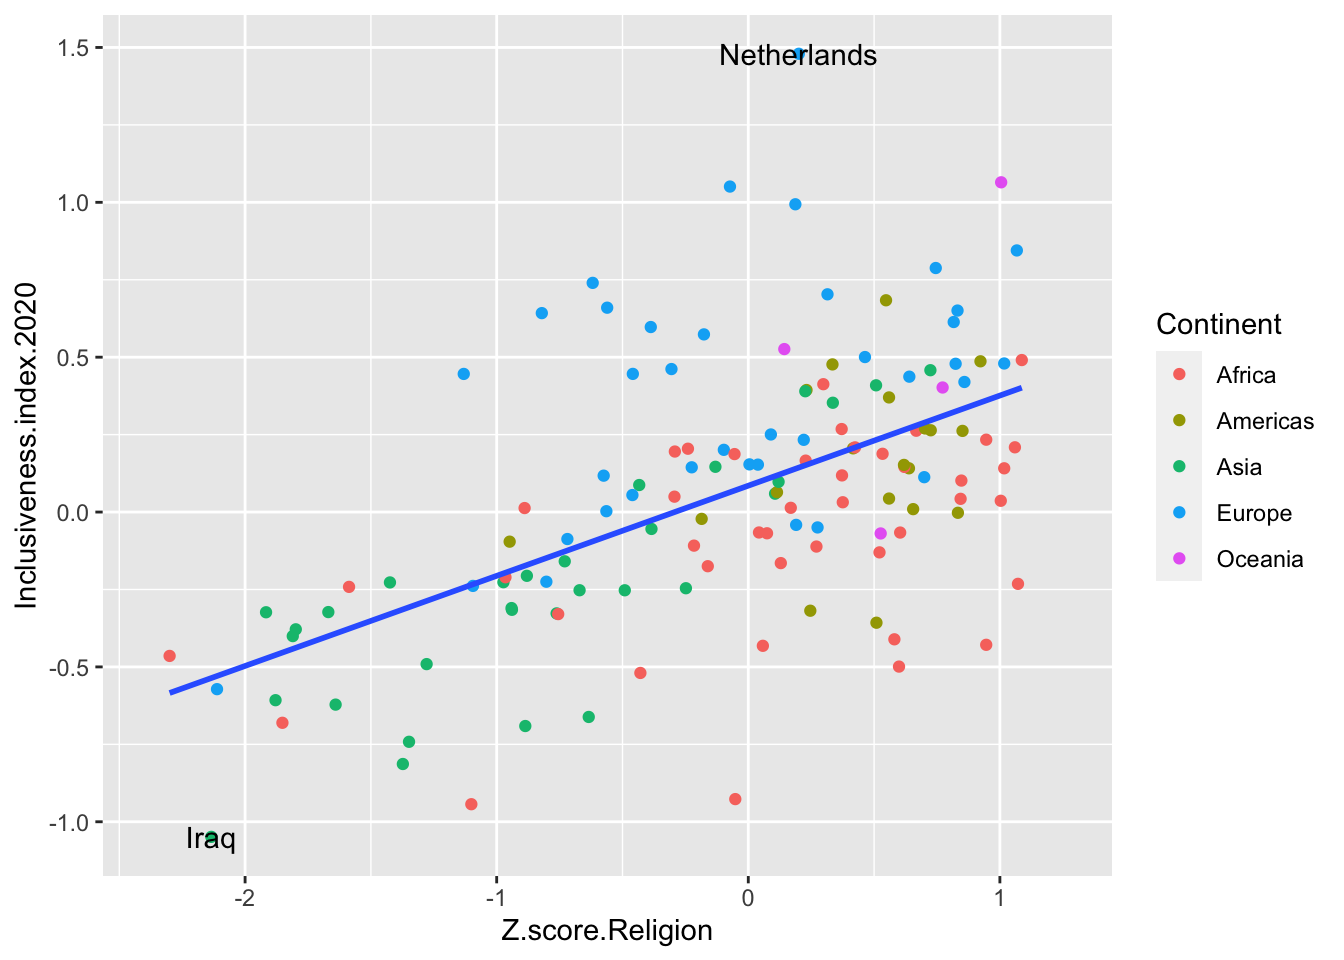 Inclusiveness.index.2020
1.5
1.0
0.5
0.0
-0.5
-1.0
Netherlands
Iraq
-2
-1
0
1
Z.score.Religion
Continent
Africa
Americas
Asia
Europe
Oceania